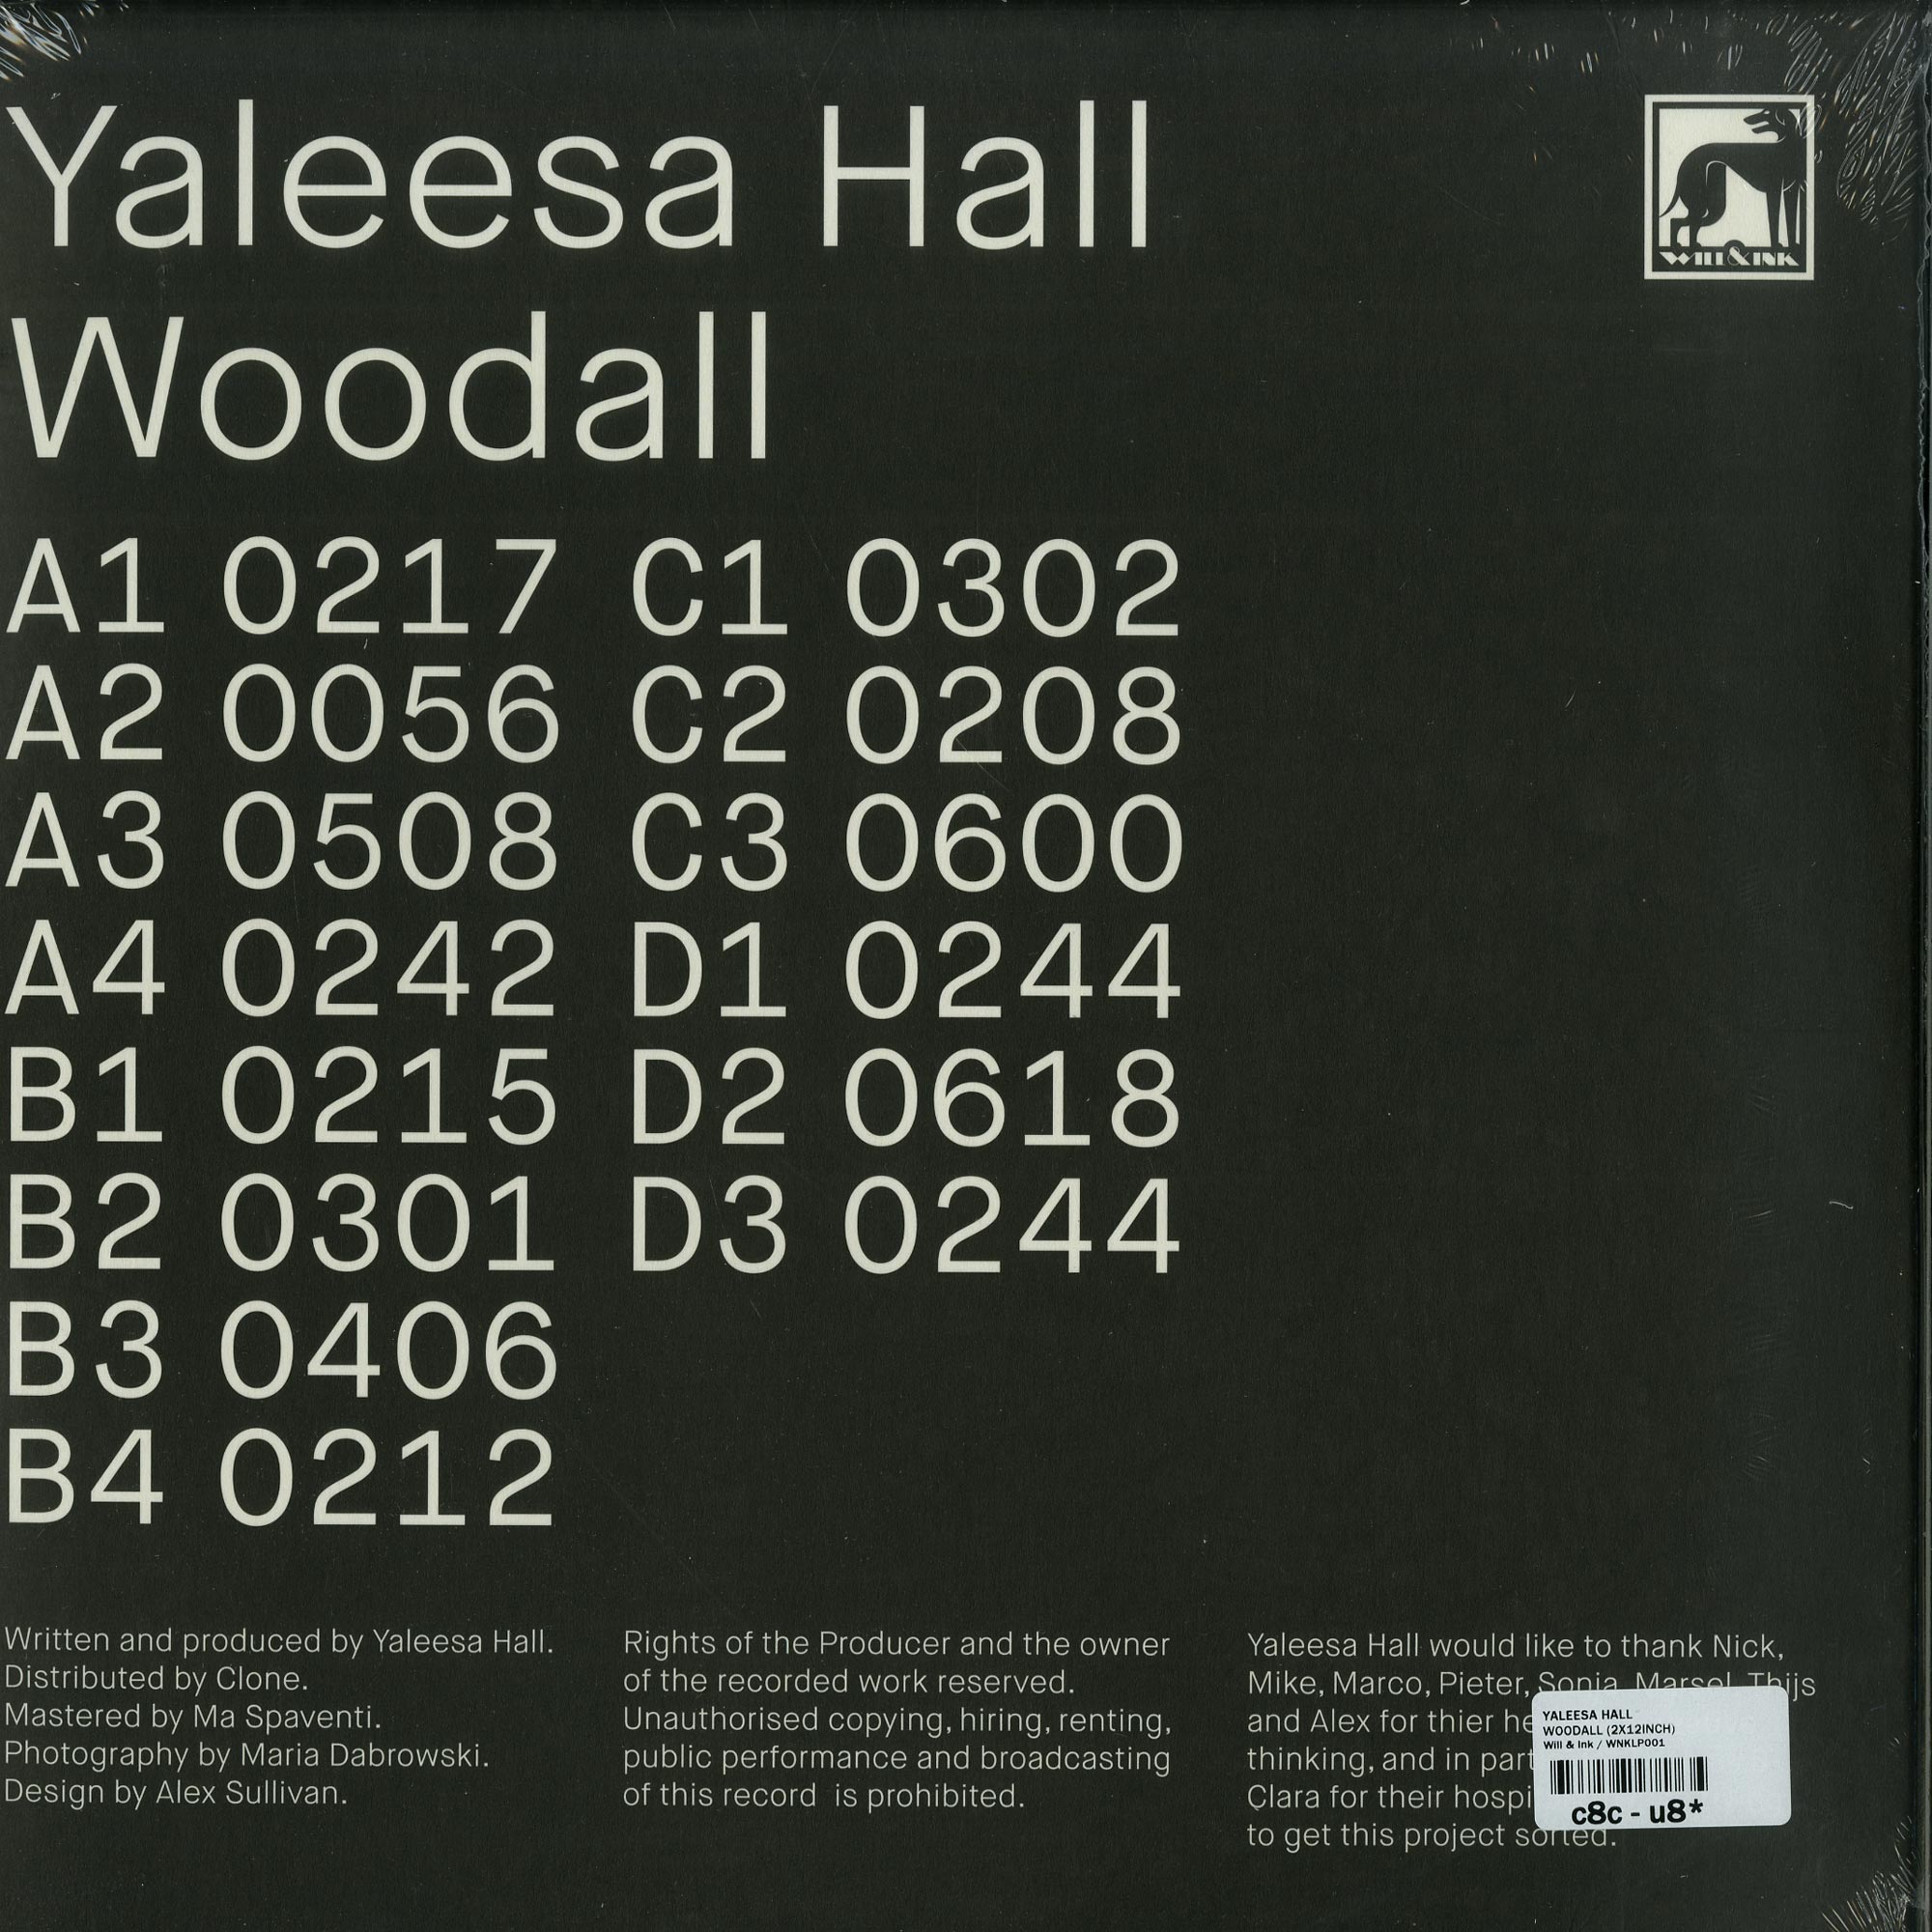 Yaleesa Hall
Woodall
WILL&INK
A1 0217
A2 0056
A3 0508
A4 0242
B1 0215
B2 0301
B3 0406
B4 0212
C1 0302
C2 0208
C3 0600
D1 0244
D2 0618
D3 0244
Written and produced by Yaleesa Hall.
Distributed by Clone.
Mastered by Ma Spaventi.
Photography by Maria Dabrowski.
Design by Alex Sullivan.
Rights of the Producer and the owner
of the recorded work reserved.
Unauthorised copying, hiring, renting,
public performance and broadcasting
of this record is prohibited.
Yaleesa Hall would like to thank Nick,
Mike, Marco, Pieter, Sonja, Marsel, Thijs
and Alex for thier
thinking, and in
Clara for their
to get this project sorted.
YALEESA HALL
WOODALL (2X12INCH)
Will & Ink / WNKLP001
c8c - u8*